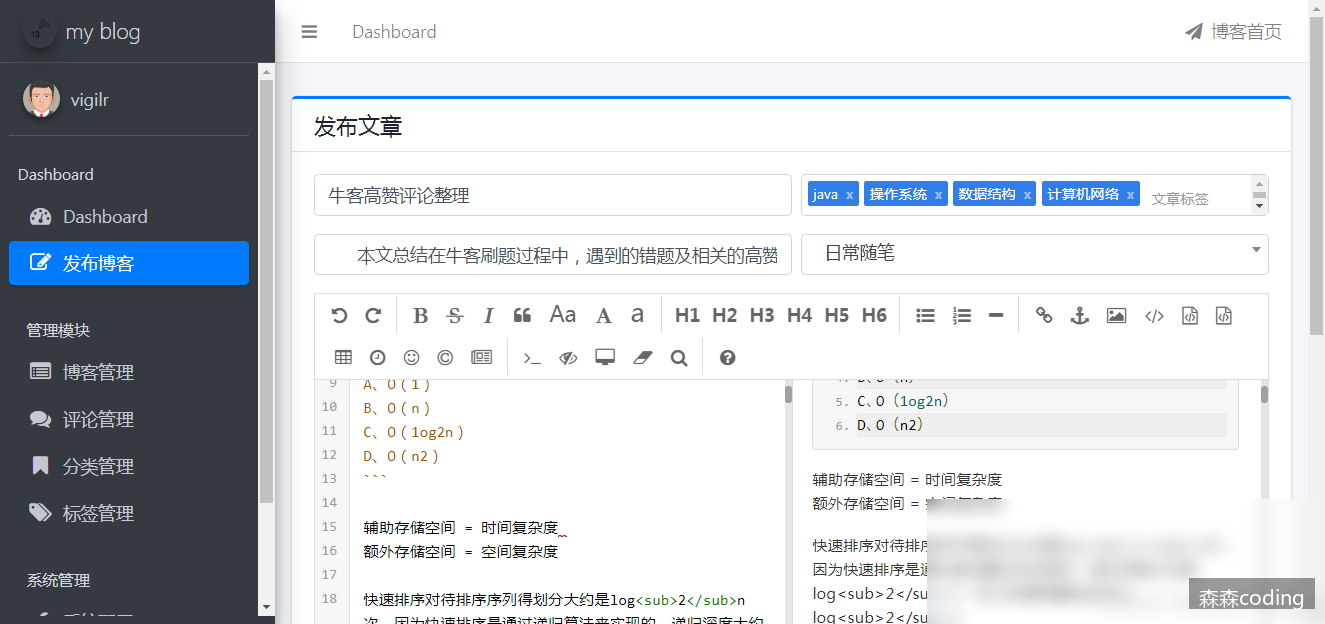 my blog
Dashboard
博客首页
vigilr
Dashboard
Dashboard
发布博客
管理模块
博客管理
评论管理
分类管理
标签管理
系统管理
发布文章
牛客高赞评论整理
java x 操作系统 x 数据结构 x 计算机网络 x 文章标签
本文总结在牛客刷题过程中，遇到的错题及相关的高赞
日常随笔
B S I Aa A a H1 H2 H3 H4 H5 H6
9 A、O(1)
10 B、O(n)
11 C、O(1og2n)
12 D、O(n2)
13 ```
14
15 辅助存储空间 = 时间复杂度
16 额外存储空间 = 空间复杂度
17
18 快速排序对待排序序列得划分大约是log<sub>2</sub>n
次，因为快速排序是通过递归算法来实现的，递归深度大约
5. C、O（1og2n）
6. D、O（n2）
辅助存储空间 = 时间复杂度
额外存储空间 =
快速排序对待排
因为快速排序是
log<sub>2</su
log<sub>2</su
森森coding